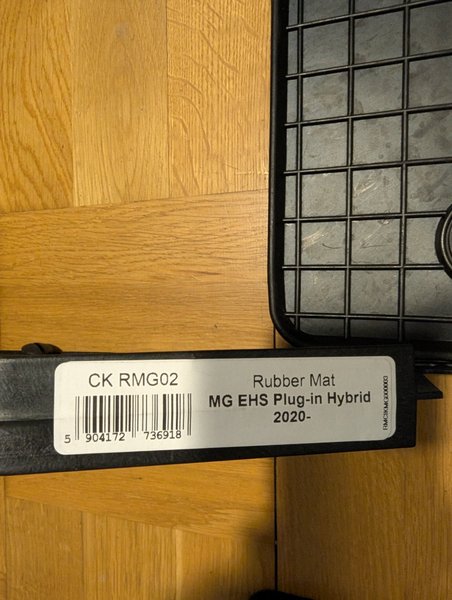 CK RMG02
5 904172 736918
Rubber Mat
MG EHS Plug-in Hybrid
2020-